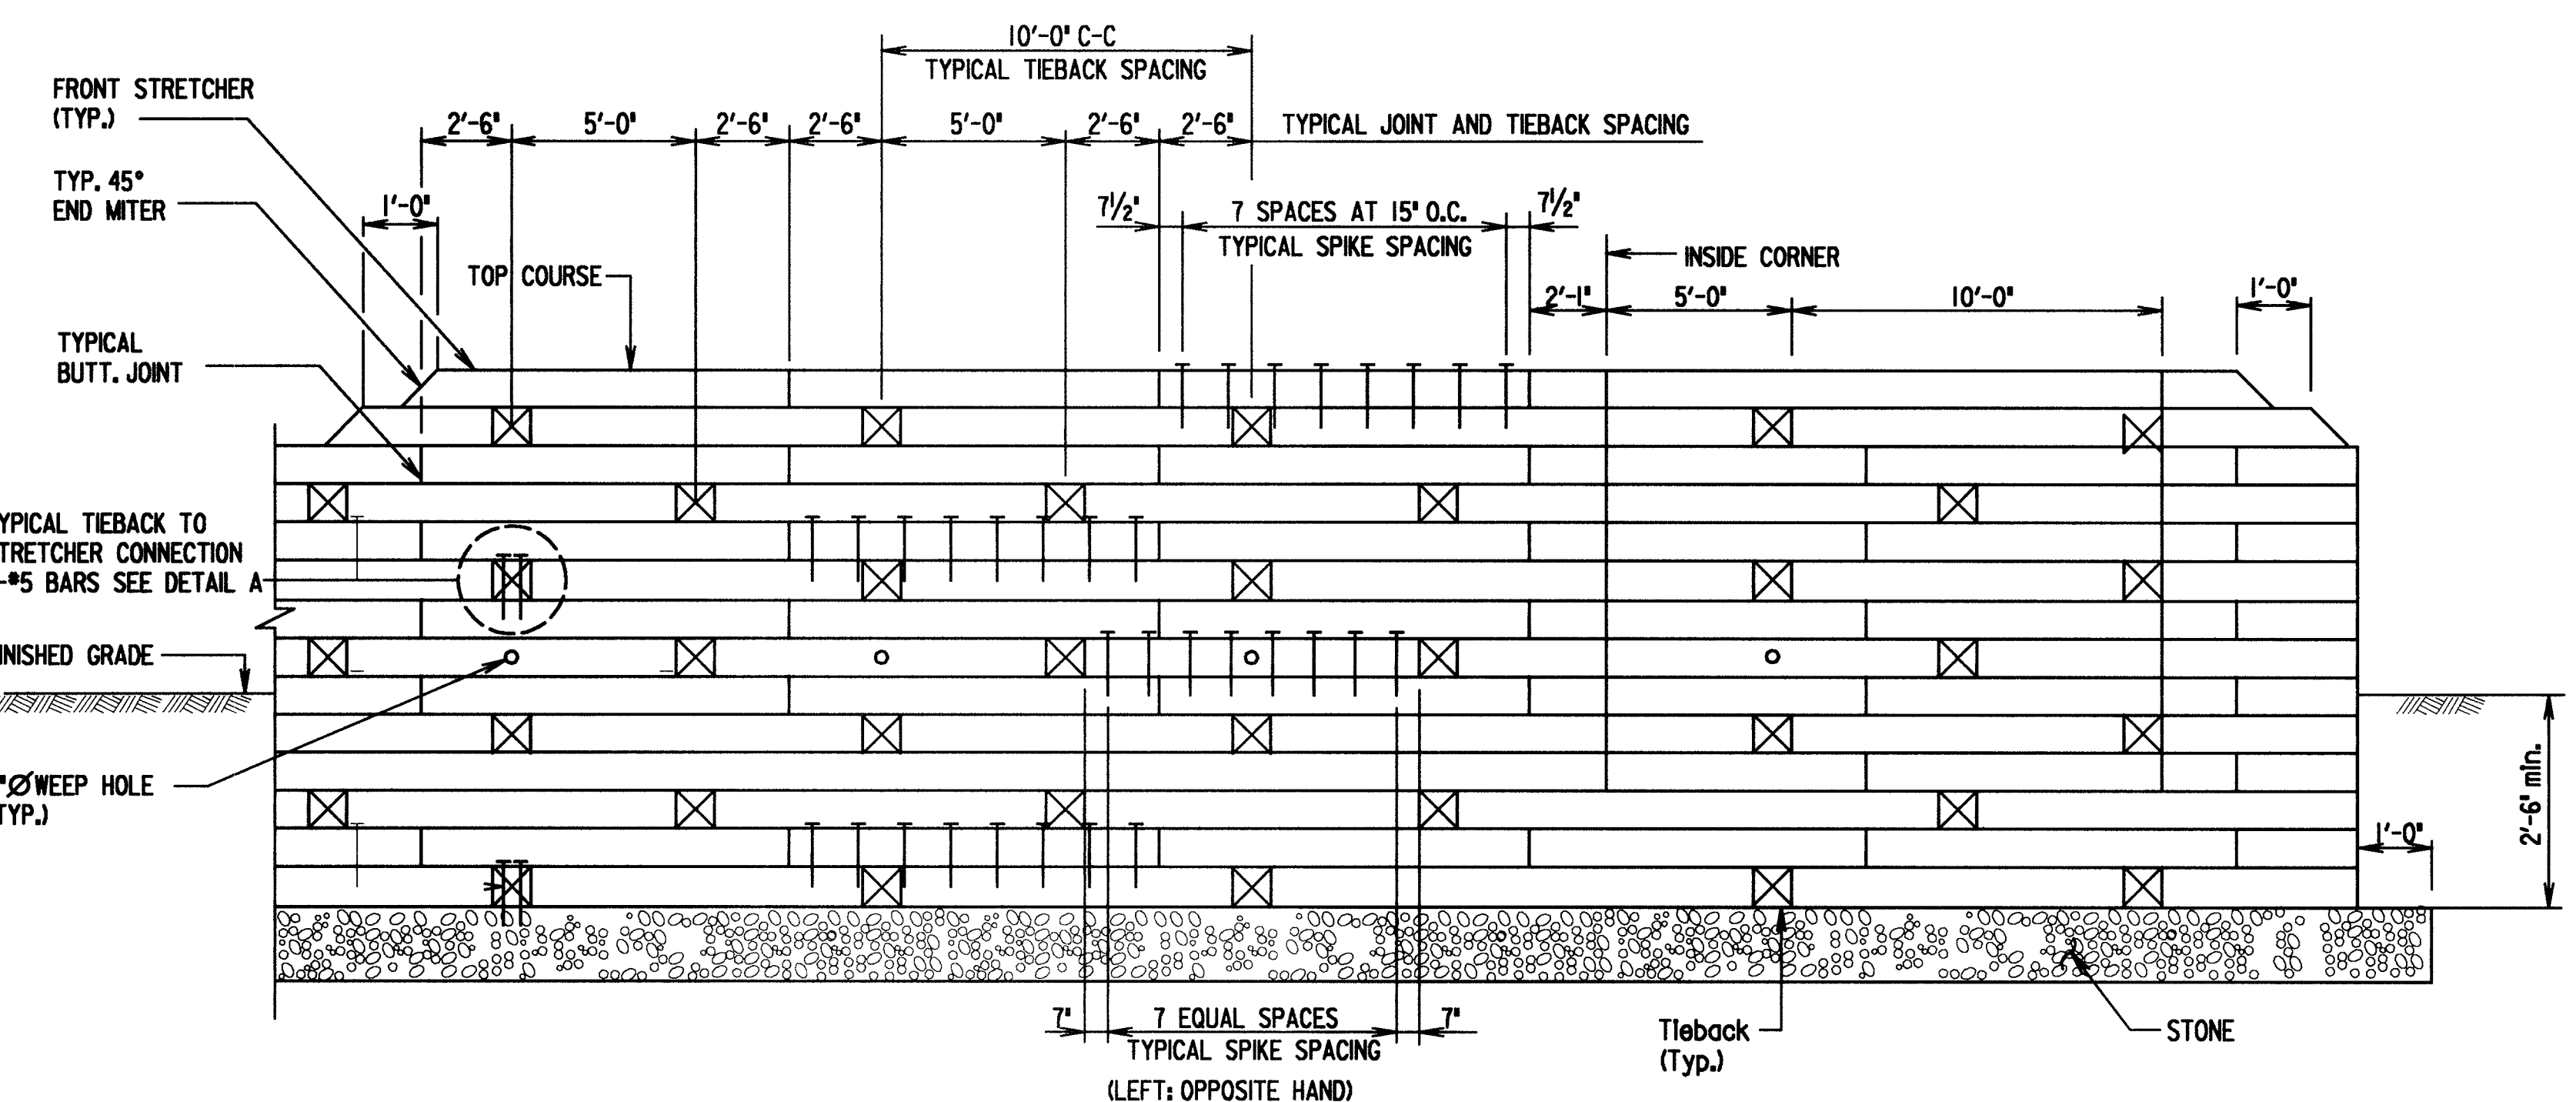 10'-0" C-C
TYPICAL TIEBACK SPACING
FRONT STRETCHER
(TYP.)
2'-6"
5'-0"
2'-6"
2'-6"
5'-0"
2'-6"
2'-6"
TYPICAL JOINT AND TIEBACK SPACING
TYP. 45°
END MITER
1'-0"
7½"
7 SPACES AT 15" O.C.
7½"
TYPICAL SPIKE SPACING
INSIDE CORNER
TOP COURSE
2'-1"
5'-0"
10'-0"
1'-0"
TYPICAL
BUTT. JOINT
YPICAL TIEBACK TO
TRETCHER CONNECTION
-#5 BARS SEE DETAIL A
INISHED GRADE
"Ø WEEP HOLE
TYP.)
2'-6" min.
1'-0"
7"
7 EQUAL SPACES
7"
TYPICAL SPIKE SPACING
(LEFT: OPPOSITE HAND)
Tieback
(Typ.)
STONE